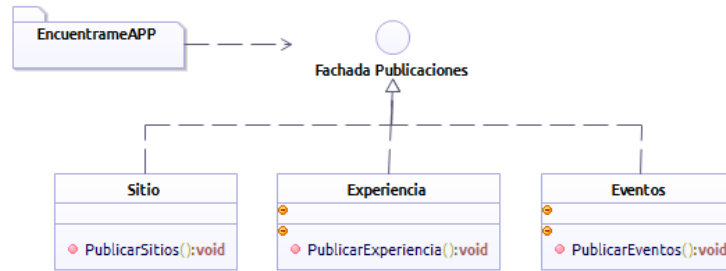 EncuentrameAPP
Fachada Publicaciones
Sitio
PublicarSitios():void
Experiencia
PublicarExperiencia():void
Eventos
PublicarEventos():void